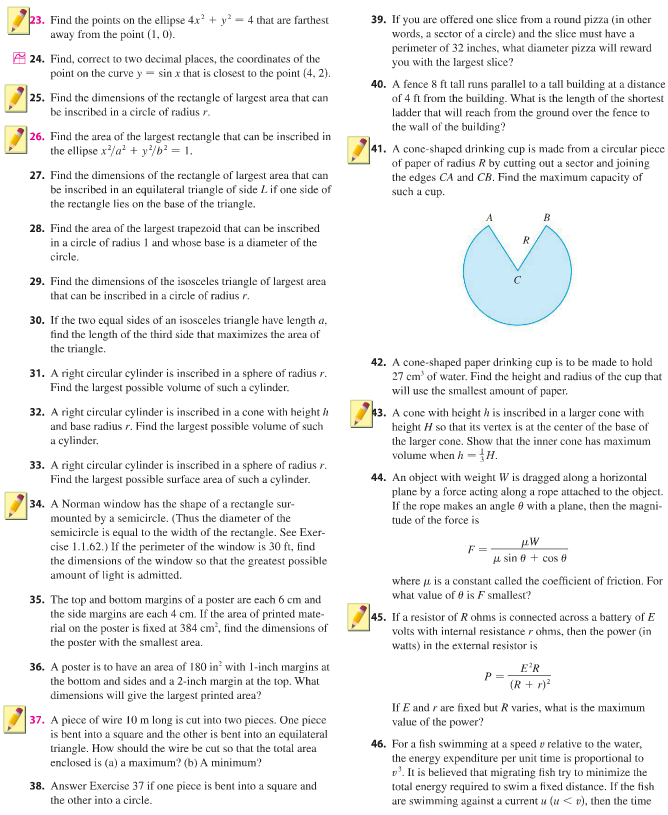 23. Find the points on the ellipse 4x² + y² = 4 that are farthest
away from the point (1, 0).
24. Find, correct to two decimal places, the coordinates of the
point on the curve y = sin x that is closest to the point (4, 2).
25. Find the dimensions of the rectangle of largest area that can
be inscribed in a circle of radius r.
26. Find the area of the largest rectangle that can be inscribed in
the ellipse x²/a² + y²/b² = 1.
27. Find the dimensions of the rectangle of largest area that can
be inscribed in an equilateral triangle of side L if one side of
the rectangle lies on the base of the triangle.
28. Find the area of the largest trapezoid that can be inscribed
in a circle of radius 1 and whose base is a diameter of the
circle.
29. Find the dimensions of the isosceles triangle of largest area
that can be inscribed in a circle of radius r.
30. If the two equal sides of an isosceles triangle have length a,
find the length of the third side that maximizes the area of
the triangle.
31. A right circular cylinder is inscribed in a sphere of radius r.
Find the largest possible volume of such a cylinder.
32. A right circular cylinder is inscribed in a cone with height h
and base radius r. Find the largest possible volume of such
a cylinder.
33. A right circular cylinder is inscribed in a sphere of radius r.
Find the largest possible surface area of such a cylinder.
34. A Norman window has the shape of a rectangle sur-
mounted by a semicircle. (Thus the diameter of the
semicircle is equal to the width of the rectangle. See Exer-
cise 1.1.62.) If the perimeter of the window is 30 ft, find
the dimensions of the window so that the greatest possible
amount of light is admitted.
35. The top and bottom margins of a poster are each 6 cm and
the side margins are each 4 cm. If the area of printed mate-
rial on the poster is fixed at 384 cm², find the dimensions of
the poster with the smallest area.
36. A poster is to have an area of 180 in² with 1-inch margins at
the bottom and sides and a 2-inch margin at the top. What
dimensions will give the largest printed area?
37. A piece of wire 10 m long is cut into two pieces. One piece
is bent into a square and the other is bent into an equilateral
triangle. How should the wire be cut so that the total area
enclosed is (a) a maximum? (b) A minimum?
38. Answer Exercise 37 if one piece is bent into a square and
the other into a circle.
39. If you are offered one slice from a round pizza (in other
words, a sector of a circle) and the slice must have a
perimeter of 32 inches, what diameter pizza will reward
you with the largest slice?
40. A fence 8 ft tall runs parallel to a tall building at a distance
of 4 ft from the building. What is the length of the shortest
ladder that will reach from the ground over the fence to
the wall of the building?
41. A cone-shaped drinking cup is made from a circular piece
of paper of radius R by cutting out a sector and joining
the edges CA and CB. Find the maximum capacity of
such a cup.
A B
R
C
42. A cone-shaped paper drinking cup is to be made to hold
27 cm³ of water. Find the height and radius of the cup that
will use the smallest amount of paper.
43. A cone with height h is inscribed in a larger cone with
height H so that its vertex is at the center of the base of
the larger cone. Show that the inner cone has maximum
volume when h = ⅓H.
44. An object with weight W is dragged along a horizontal
plane by a force acting along a rope attached to the object.
If the rope makes an angle θ with a plane, then the magni-
tude of the force is
F = μW / (μ sin θ + cos θ)
where μ is a constant called the coefficient of friction. For
what value of θ is F smallest?
45. If a resistor of R ohms is connected across a battery of E
volts with internal resistance r ohms, then the power (in
watts) in the external resistor is
P = E²R / (R + r)²
If E and r are fixed but R varies, what is the maximum
value of the power?
46. For a fish swimming at a speed v relative to the water,
the energy expenditure per unit time is proportional to
v³. It is believed that migrating fish try to minimize the
total energy required to swim a fixed distance. If the fish
are swimming against a current u (u < v), then the time